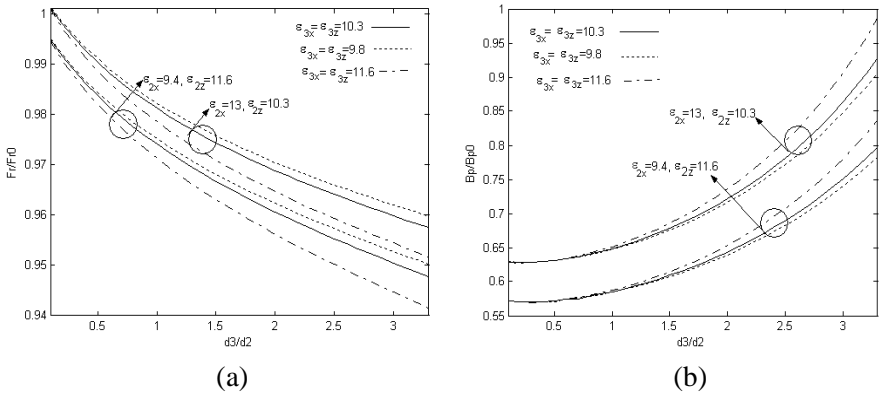 ε3x= ε3z=10.3
ε3x= ε3z=9.8
ε3x= ε3z=11.6
ε2x=9.4, ε2z=11.6
ε2x=13, ε2z=10.3
Fr/Fr0
1
0.99
0.98
0.97
0.96
0.95
0.94
0.5 1 1.5 2 2.5 3
d3/d2
(a)
ε3x= ε3z=10.3
ε3x= ε3z=9.8
ε3x= ε3z=11.6
ε2x=13, ε2z=10.3
ε2x=9.4, ε2z=11.6
Bp/Bp0
1
0.95
0.9
0.85
0.8
0.75
0.7
0.65
0.6
0.55
0.5 1 1.5 2 2.5 3
d3/d2
(b)